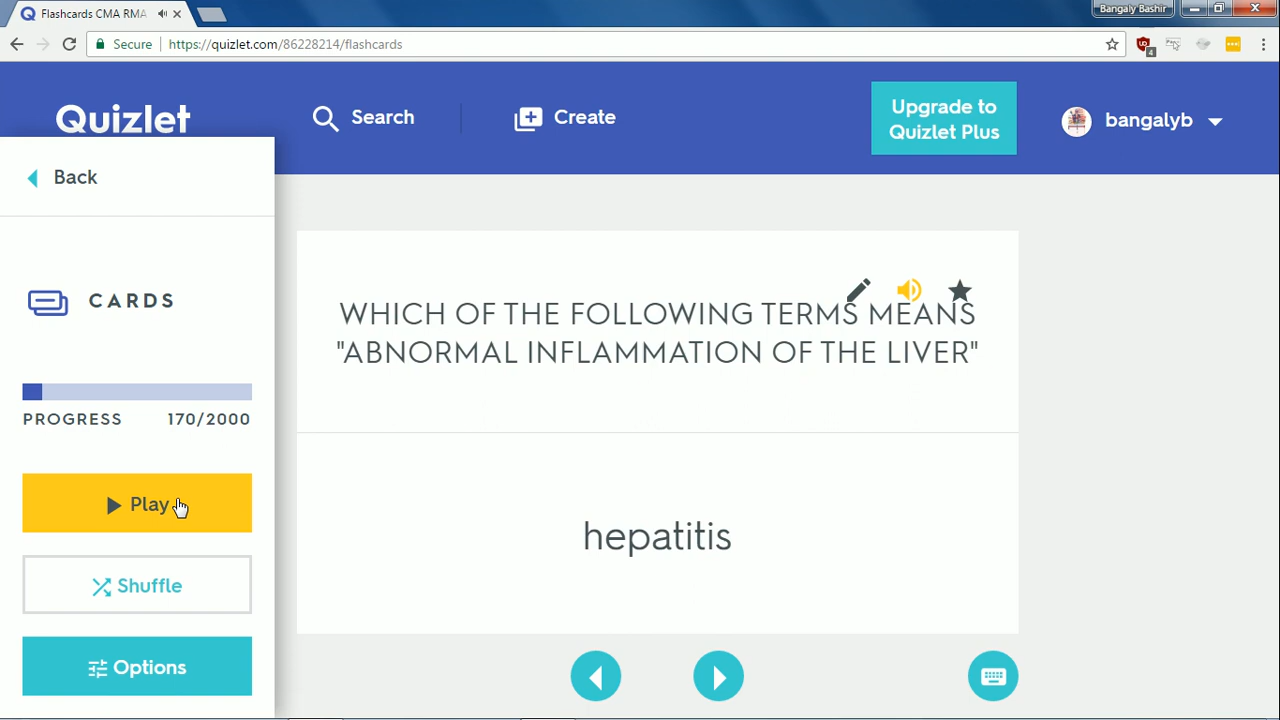 Flashcards CMA RMA
Bangaly Bashir
Secure
https://quizlet.com/86228214/flashcards
4
Quizlet
Search
Create
Upgrade to
Quizlet Plus
bangalyb
Back
CARDS
PROGRESS 170/2000
Play
Shuffle
Options
WHICH OF THE FOLLOWING TERMS MEANS
"ABNORMAL INFLAMMATION OF THE LIVER"
hepatitis